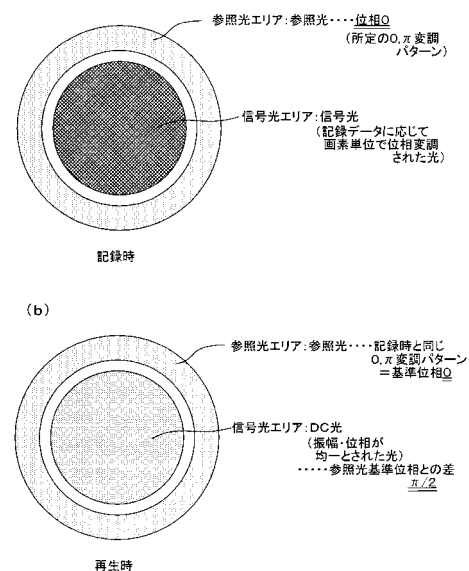 参照光エリア:参照光‥‥位相0
(所定の0,π変調
パターン)
信号光エリア:信号光
(記録データに応じて
画素単位で位相変調
された光)
記録時
(b)
参照光エリア:参照光‥‥記録時と同じ
0,π変調パターン
=基準位相0
信号光エリア:DC光
(振幅・位相が
均一とされた光)
‥‥‥参照光基準位相との差
π/2
再生時